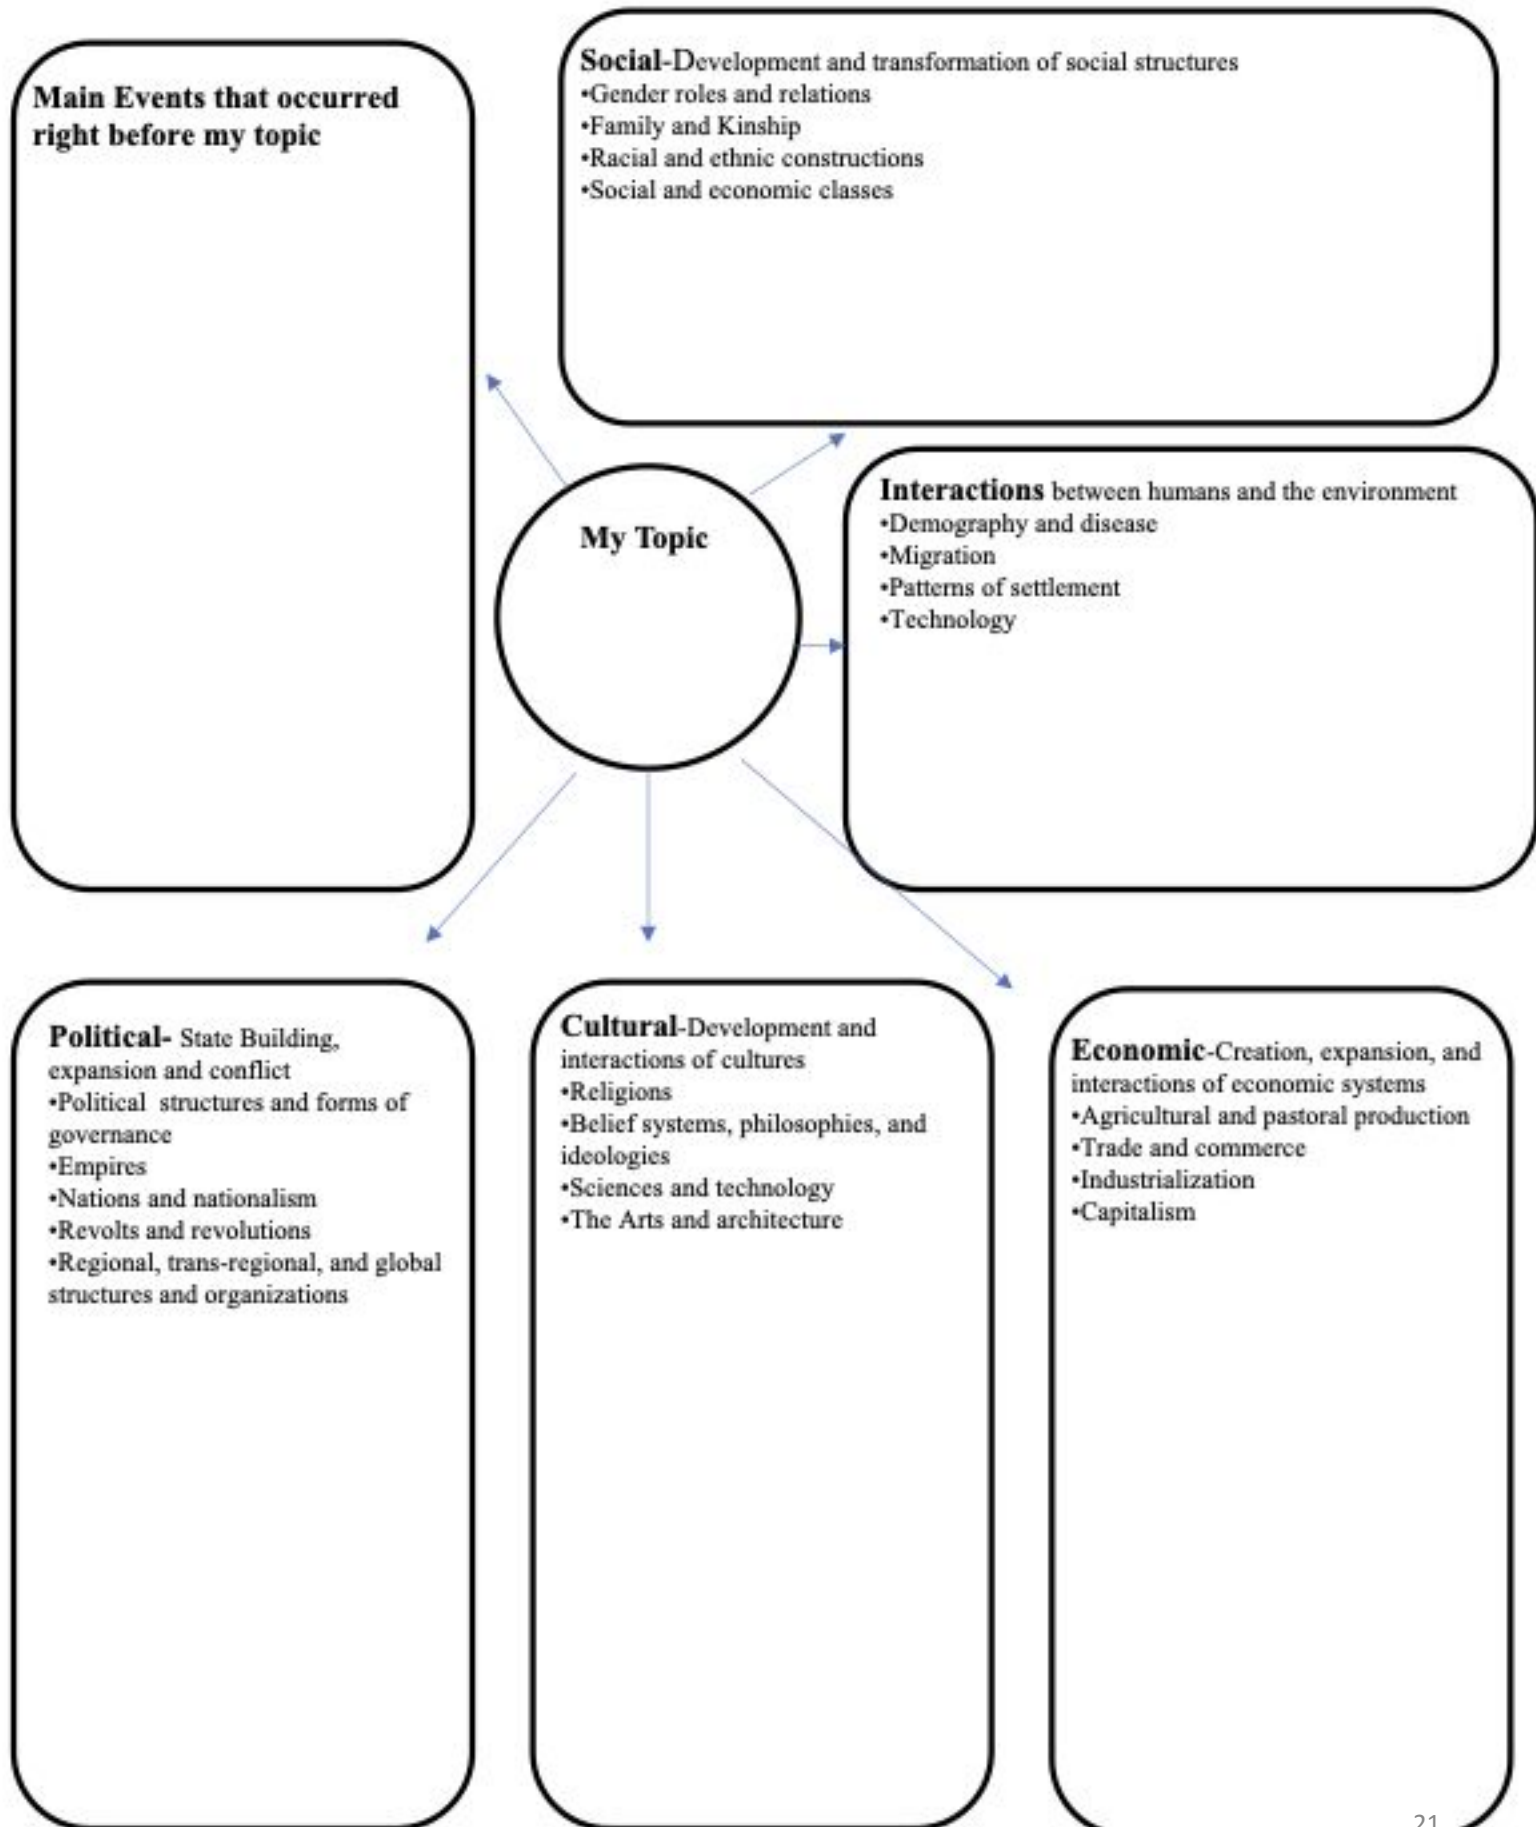 Main Events that occurred
right before my topic
Social-Development and transformation of social structures
•Gender roles and relations
•Family and Kinship
•Racial and ethnic constructions
•Social and economic classes
My Topic
Interactions between humans and the environment
•Demography and disease
•Migration
•Patterns of settlement
•Technology
Political- State Building,
expansion and conflict
•Political  structures and forms of
governance
•Empires
•Nations and nationalism
•Revolts and revolutions
•Regional, trans-regional, and global
structures and organizations
Cultural-Development and
interactions of cultures
•Religions
•Belief systems, philosophies, and
ideologies
•Sciences and technology
•The Arts and architecture
Economic-Creation, expansion, and
interactions of economic systems
•Agricultural and pastoral production
•Trade and commerce
•Industrialization
•Capitalism
21